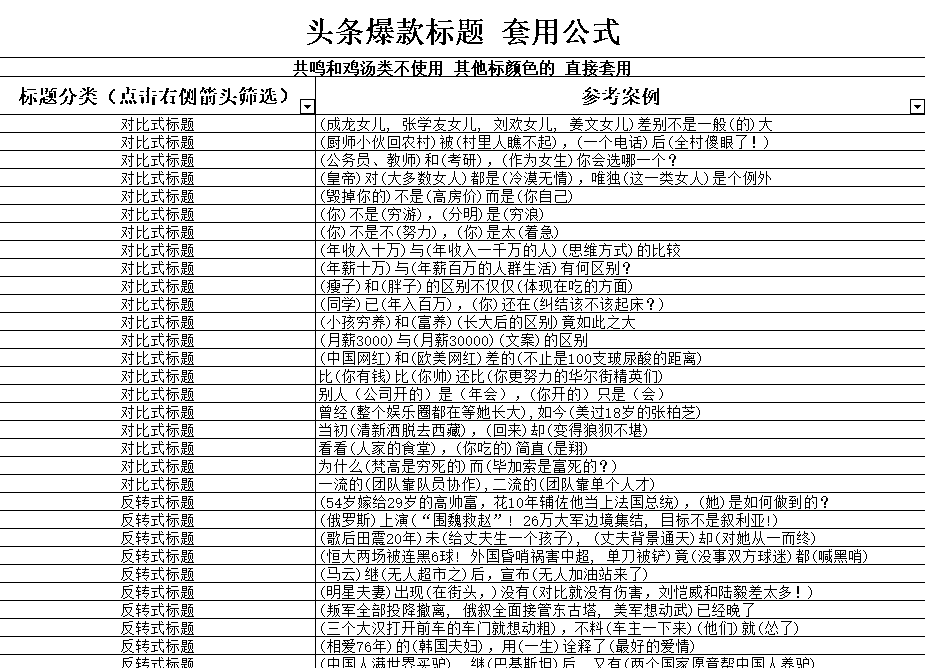 头条爆款标题 套用公式
共鸣和鸡汤类不使用 其他标颜色的 直接套用
标题分类（点击右侧箭头筛选） 参考案例
对比式标题 (成龙女儿, 张学友女儿, 刘欢女儿, 姜文女儿)差别不是一般(的)大
对比式标题 (厨师小伙回农村)被(村里人瞧不起)，(一个电话)后(全村傻眼了！)
对比式标题 (公务员、教师)和(考研)，(作为女生)你会选哪一个？
对比式标题 (皇帝)对(大多数女人)都是(冷漠无情)，唯独(这一类女人)是个例外
对比式标题 (毁掉你的)不是(高房价)而是(你自己)
对比式标题 (你)不是(穷游)，(分明)是(穷浪)
对比式标题 (你)不是不(努力)，(你)是太(着急)
对比式标题 (年收入十万)与(年收入一千万的人)(思维方式)的比较
对比式标题 (年薪十万)与(年薪百万的人群生活)有何区别？
对比式标题 (瘦子)和(胖子)的区别不仅仅(体现在吃的方面)
对比式标题 (同学)已(年入百万)，(你)还在(纠结该不该起床？)
对比式标题 (小孩穷养)和(富养)(长大后的区别)竟如此之大
对比式标题 (月薪3000)与(月薪30000)(文案)的区别
对比式标题 (中国网红)和(欧美网红)差的(不止是100支玻尿酸的距离)
对比式标题 比(你有钱)比(你帅)还比(你更努力的华尔街精英们)
对比式标题 别人（公司开的）是（年会），（你开的）只是（会）
对比式标题 曾经(整个娱乐圈都在等她长大),如今(美过18岁的张柏芝)
对比式标题 当初(清新洒脱去西藏)，(回来)却(变得狼狈不堪)
对比式标题 看看(人家的食堂)，(你吃的)简直(是翔)
对比式标题 为什么(梵高是穷死的)而(毕加索是富死的？)
对比式标题 一流的(团队靠队员协作),二流的(团队靠单个人才)
反转式标题 (54岁嫁给29岁的高帅富，花10年辅佐他当上法国总统)，(她)是如何做到的？
反转式标题 (俄罗斯)上演(“围魏救赵”！26万大军边境集结, 目标不是叙利亚!)
反转式标题 (歌后田震20年)未(给丈夫生一个孩子), (丈夫背景通天)却(对她从一而终)
反转式标题 (恒大两场被连黑6球！外国昏哨祸害中超, 单刀被铲)竟(没事双方球迷)都(喊黑哨)
反转式标题 (马云)继(无人超市之)后，宣布(无人加油站来了)
反转式标题 (明星夫妻)出现(在街头，)没有(对比就没有伤害，刘恺威和陆毅差太多！)
反转式标题 (叛军全部投降撤离, 俄叙全面接管东古塔, 美军想动武)已经晚了
反转式标题 (三个大汉打开前车的车门就想动粗)，不料(车主一下来)(他们)就(怂了)
反转式标题 (相爱76年)的(韩国夫妇)，用(一生)诠释了(最好的爱情)
反转式标题 (中国人满世界买驴), 继(巴基斯坦)后, 又有(两个国家愿意帮中国人养驴)